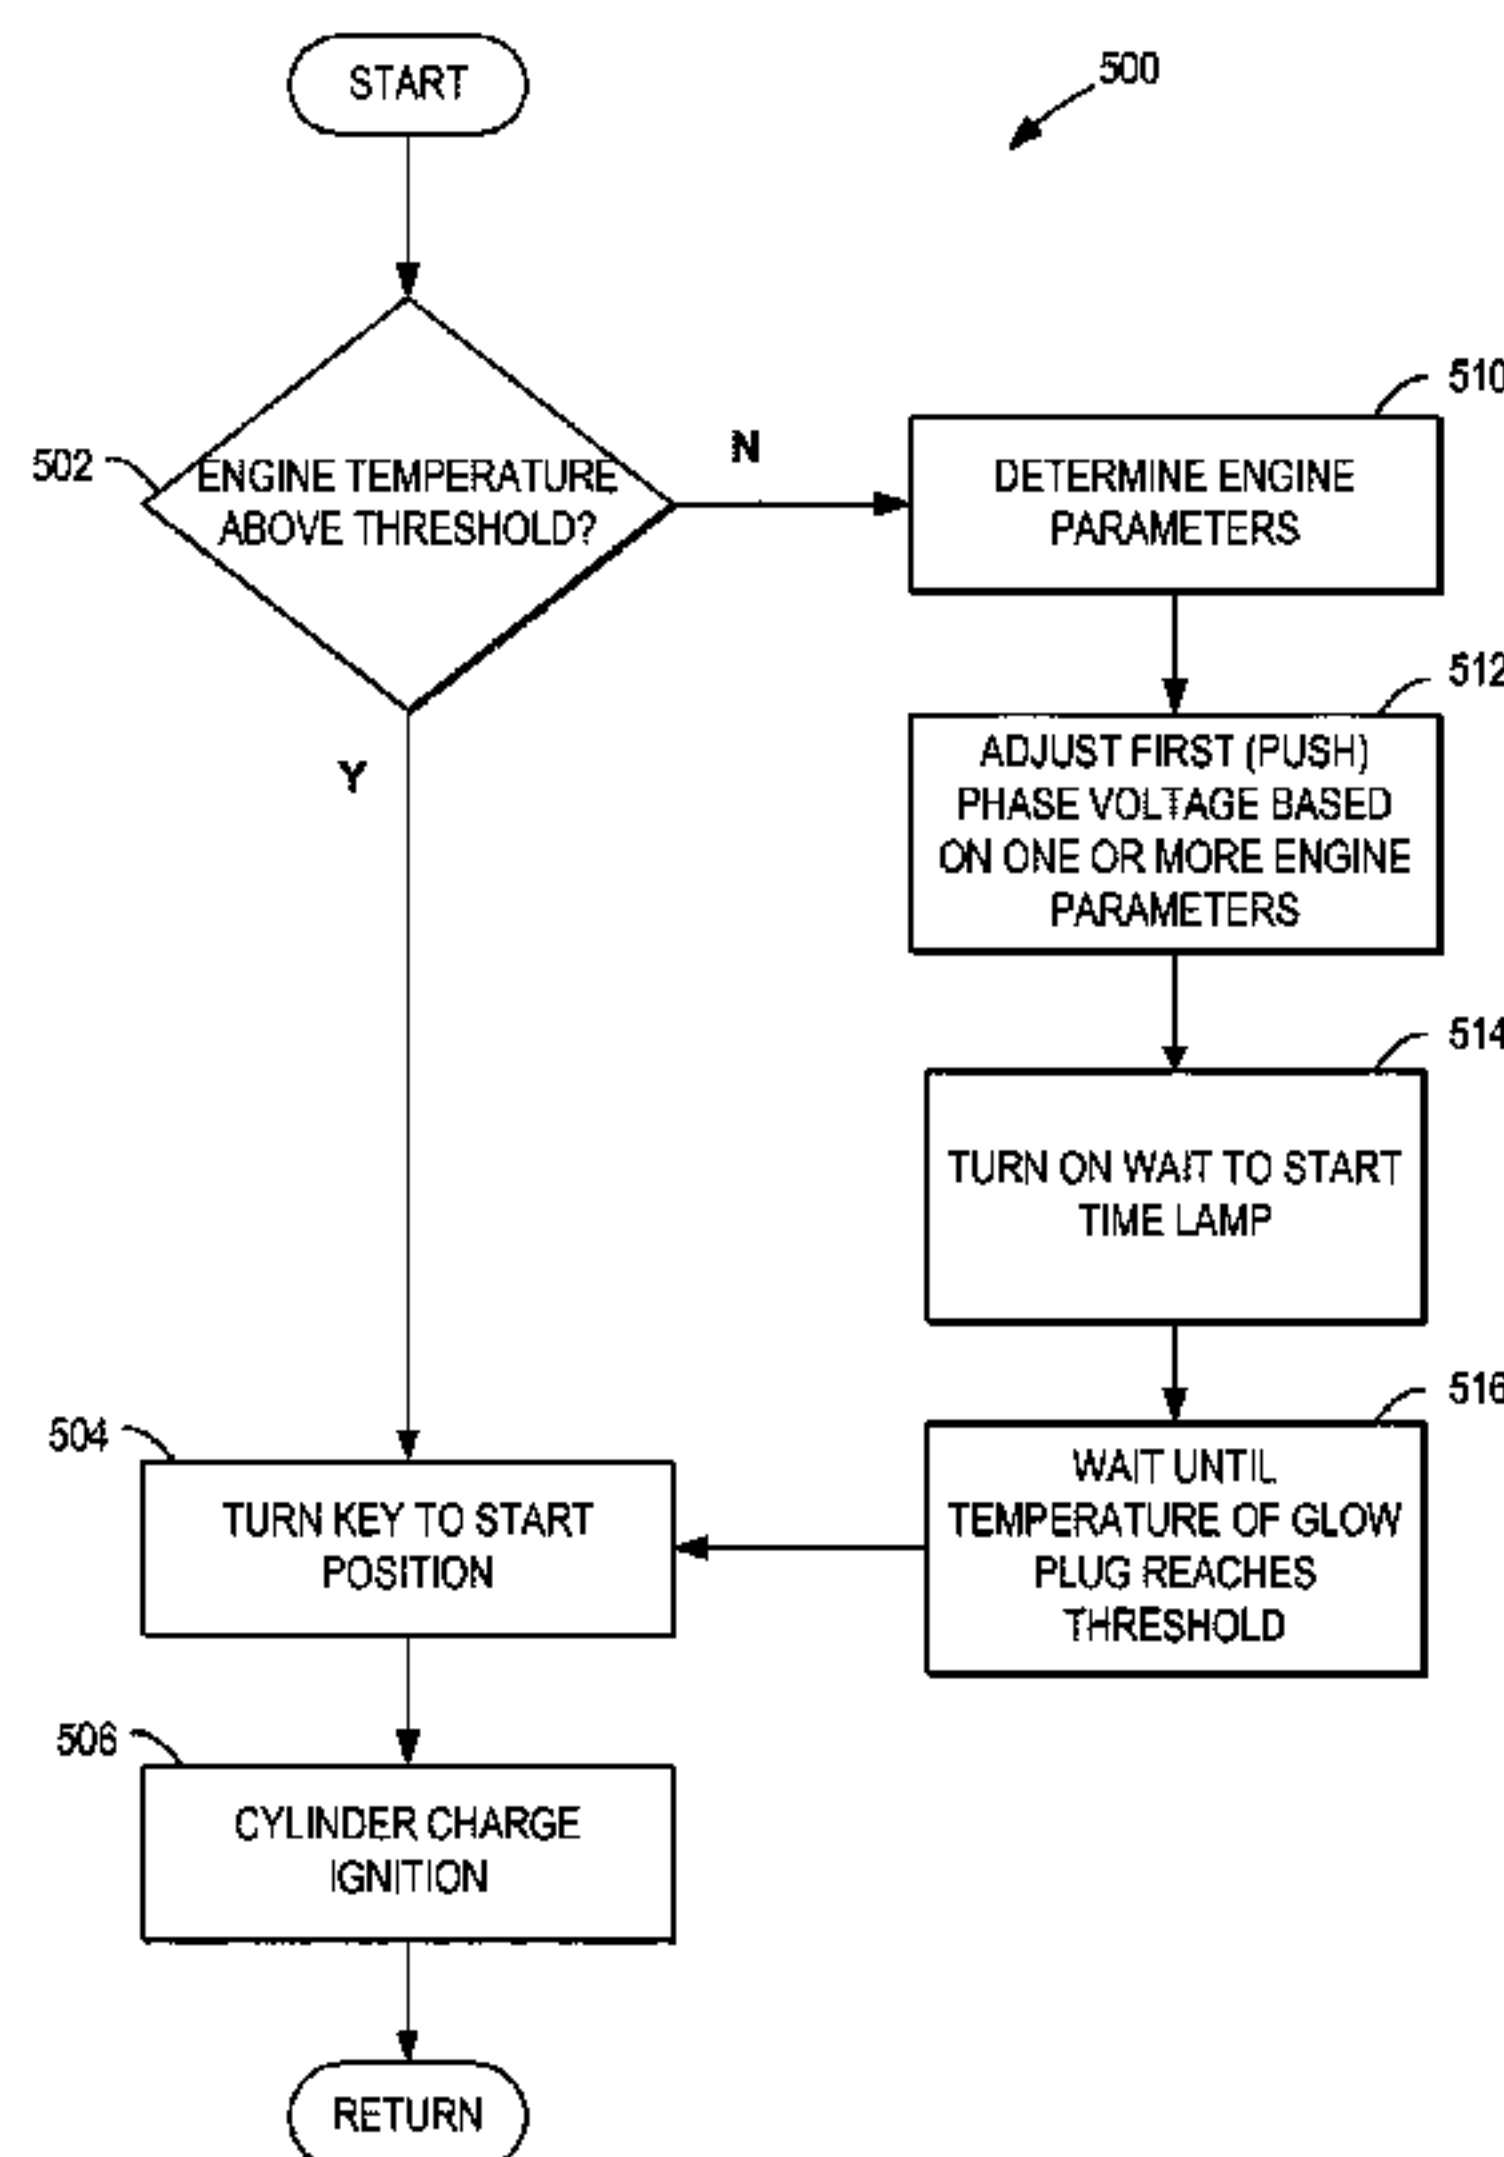 START
500
502
ENGINE TEMPERATURE
ABOVE THRESHOLD?
N
Y
510
DETERMINE ENGINE
PARAMETERS
512
ADJUST FIRST (PUSH)
PHASE VOLTAGE BASED
ON ONE OR MORE ENGINE
PARAMETERS
514
TURN ON WAIT TO START
TIME LAMP
516
WAIT UNTIL
TEMPERATURE OF GLOW
PLUG REACHES
THRESHOLD
504
TURN KEY TO START
POSITION
506
CYLINDER CHARGE
IGNITION
RETURN